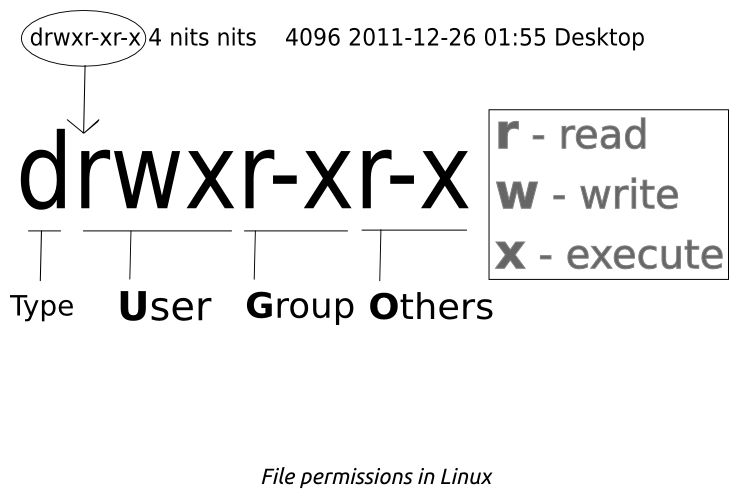 drwxr-xr-x 4 nits nits 4096 2011-12-26 01:55 Desktop
drwxr-xr-x
r - read
w - write
x - execute
Type User Group Others
File permissions in Linux